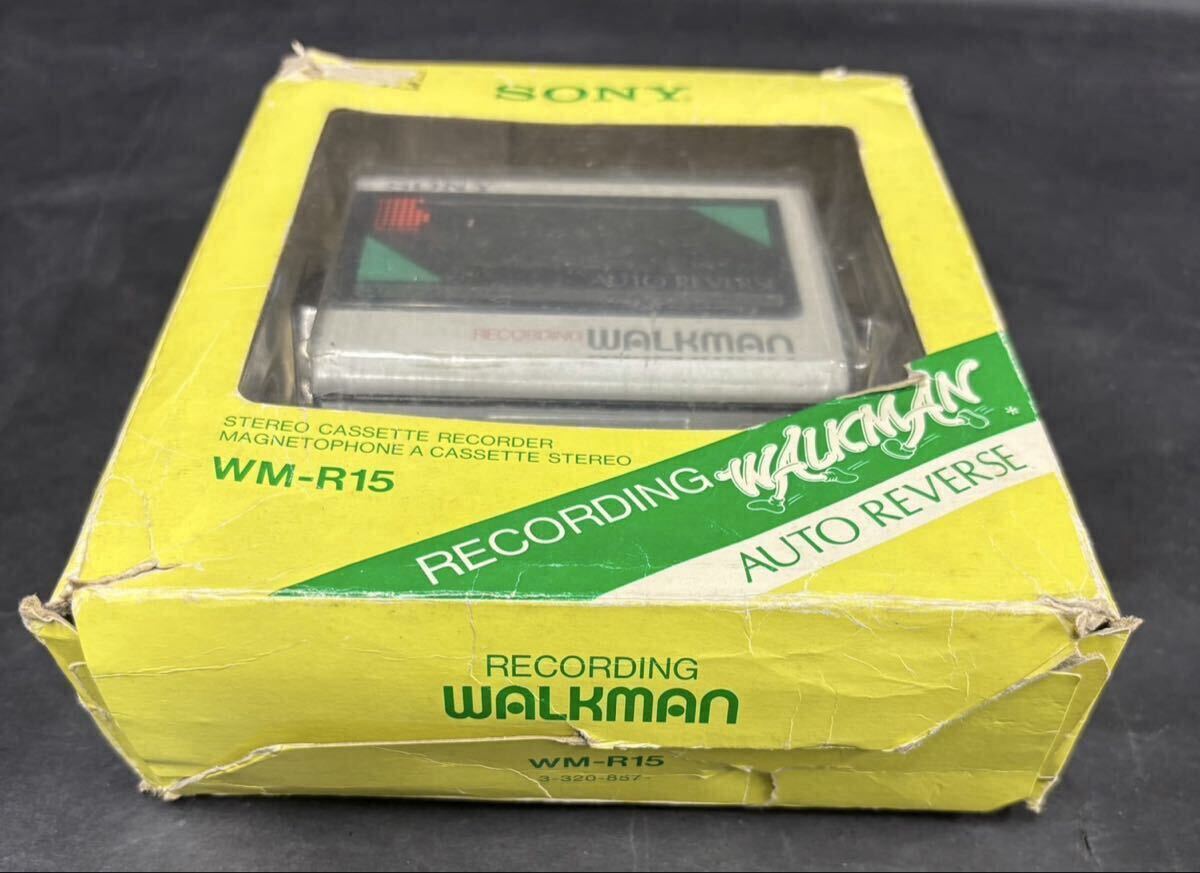 SONY
SONY
AUTO REVERSE
RECORDING WALKMAN
STEREO CASSETTE RECORDER
MAGNETOPHONE A CASSETTE STEREO
WM-R15
RECORDING WALKMAN *
AUTO REVERSE
RECORDING
WALKMAN
WM-R15
3-320-857-